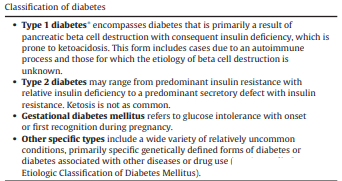 Classification of diabetes
• Type 1 diabetes* encompasses diabetes that is primarily a result of
pancreatic beta cell destruction with consequent insulin deficiency, which is
prone to ketoacidosis. This form includes cases due to an autoimmune
process and those for which the etiology of beta cell destruction is
unknown.
• Type 2 diabetes may range from predominant insulin resistance with
relative insulin deficiency to a predominant secretory defect with insulin
resistance. Ketosis is not as common.
• Gestational diabetes mellitus refers to glucose intolerance with onset
or first recognition during pregnancy.
• Other specific types include a wide variety of relatively uncommon
conditions, primarily specific genetically defined forms of diabetes or
diabetes associated with other diseases or drug use (
Etiologic Classification of Diabetes Mellitus).